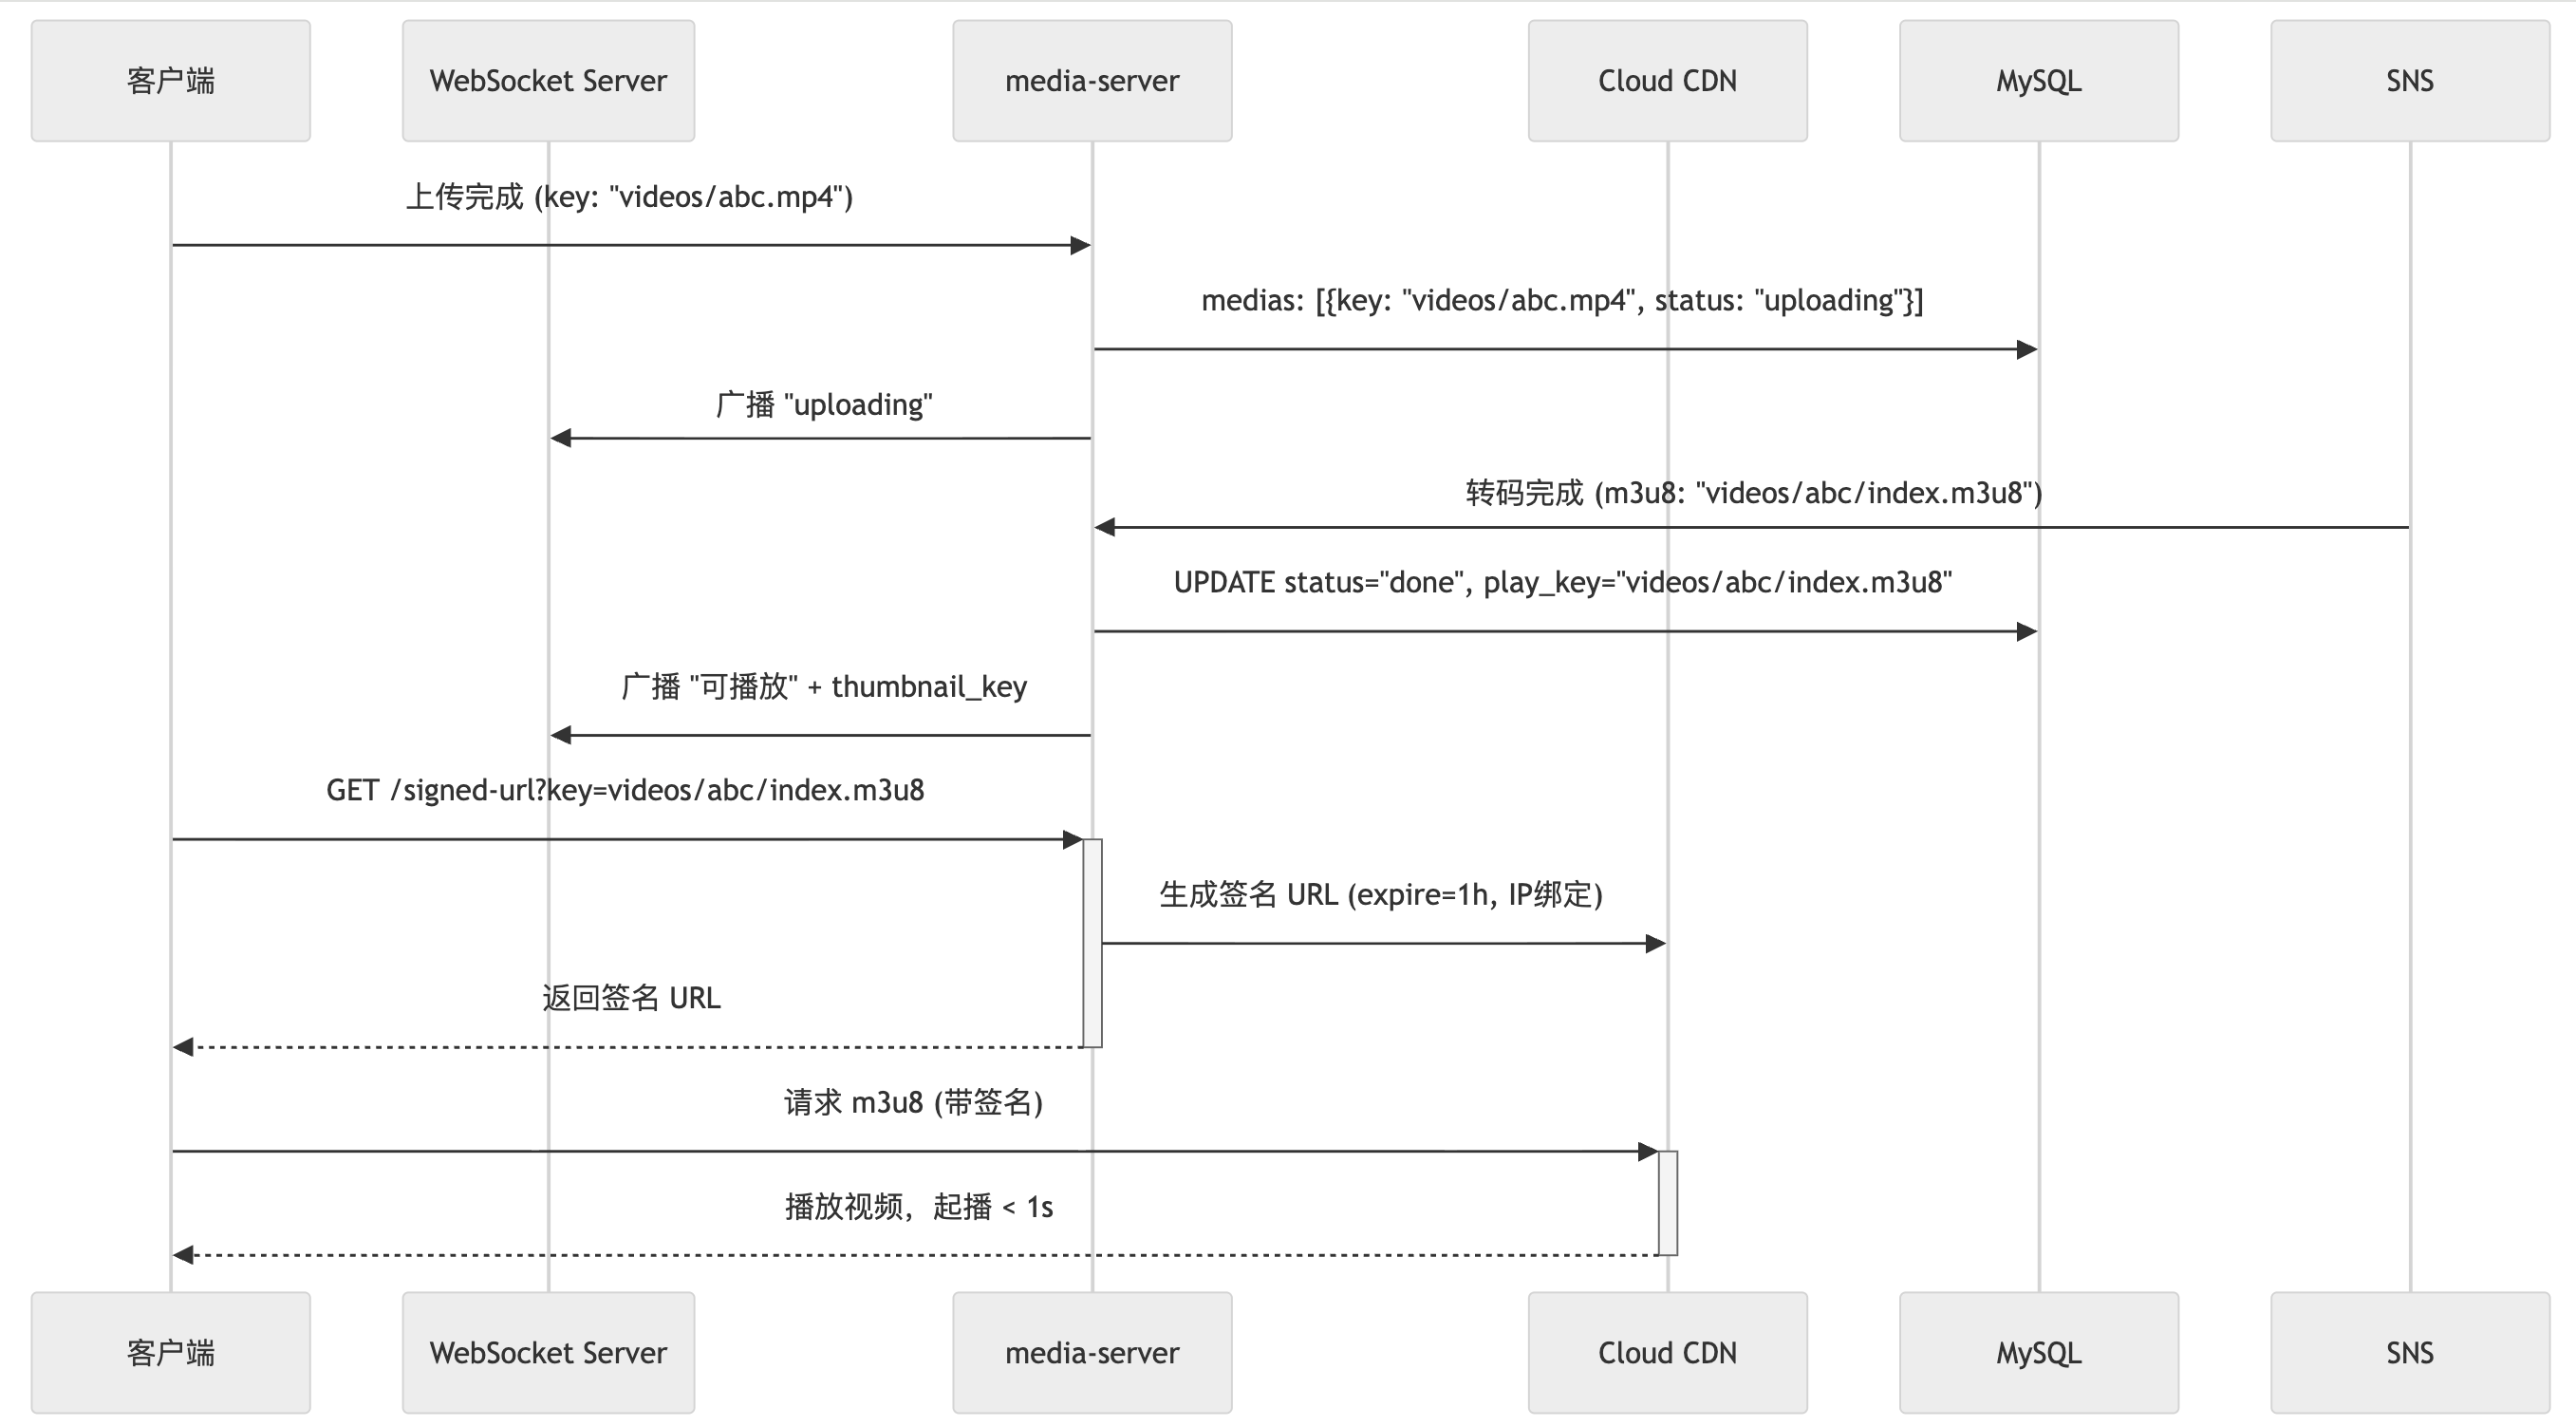 客户端
WebSocket Server
media-server
Cloud CDN
MySQL
SNS
上传完成 (key: "videos/abc.mp4")
medias: [{key: "videos/abc.mp4", status: "uploading"}]
广播 "uploading"
转码完成 (m3u8: "videos/abc/index.m3u8")
UPDATE status="done", play_key="videos/abc/index.m3u8"
广播 "可播放" + thumbnail_key
GET /signed-url?key=videos/abc/index.m3u8
生成签名 URL (expire=1h, IP绑定)
返回签名 URL
请求 m3u8 (带签名)
播放视频，起播 < 1s
客户端
WebSocket Server
media-server
Cloud CDN
MySQL
SNS